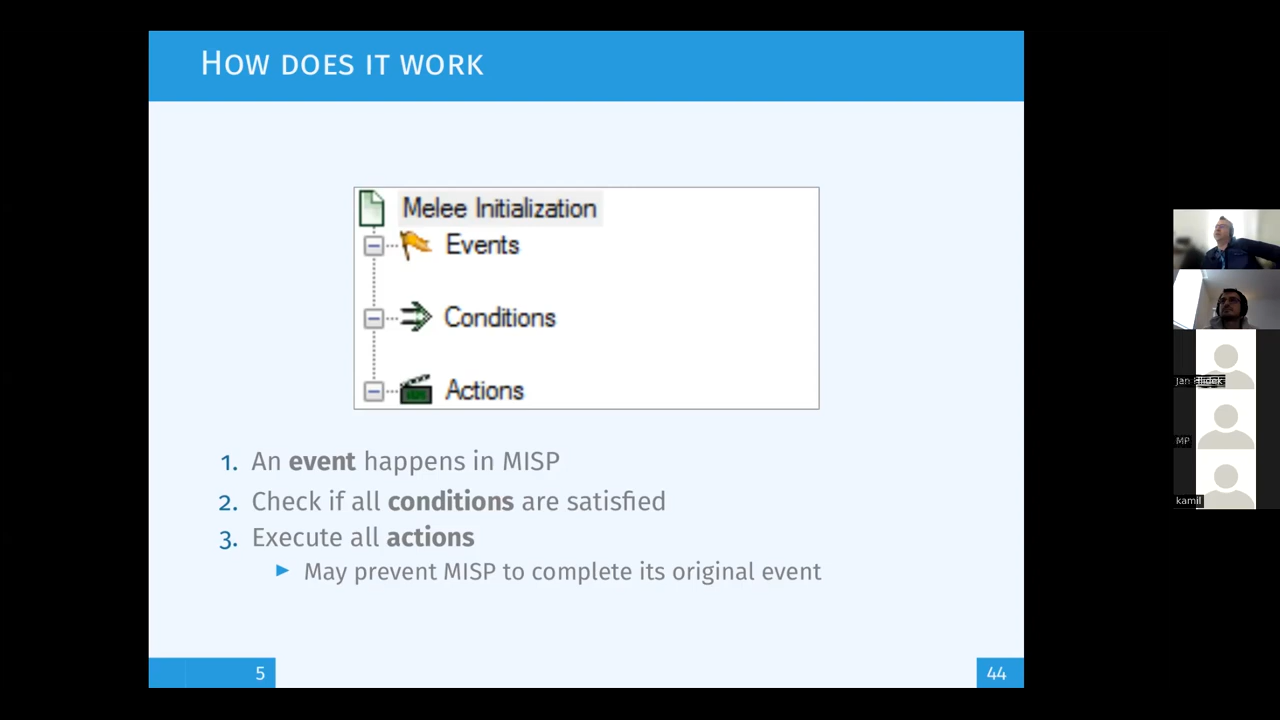 How does it work
Melee Initialization
Events
Conditions
Actions
1. An event happens in MISP
2. Check if all conditions are satisfied
3. Execute all actions
► May prevent MISP to complete its original event
5
44
Jan
MP
kamil